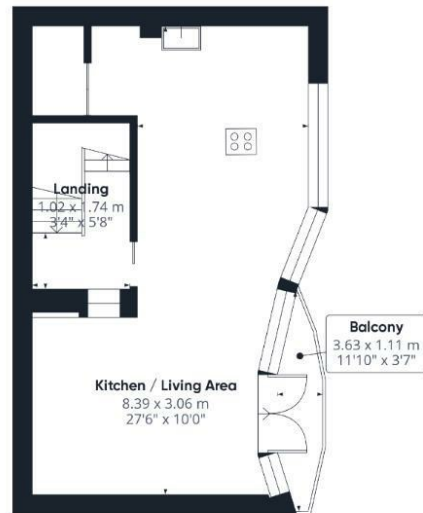 Landing
1.02 x 1.74 m
3'4" x 5'8"
Balcony
3.63 x 1.11 m
11'10" x 3'7"
Kitchen / Living Area
8.39 x 3.06 m
27'6" x 10'0"